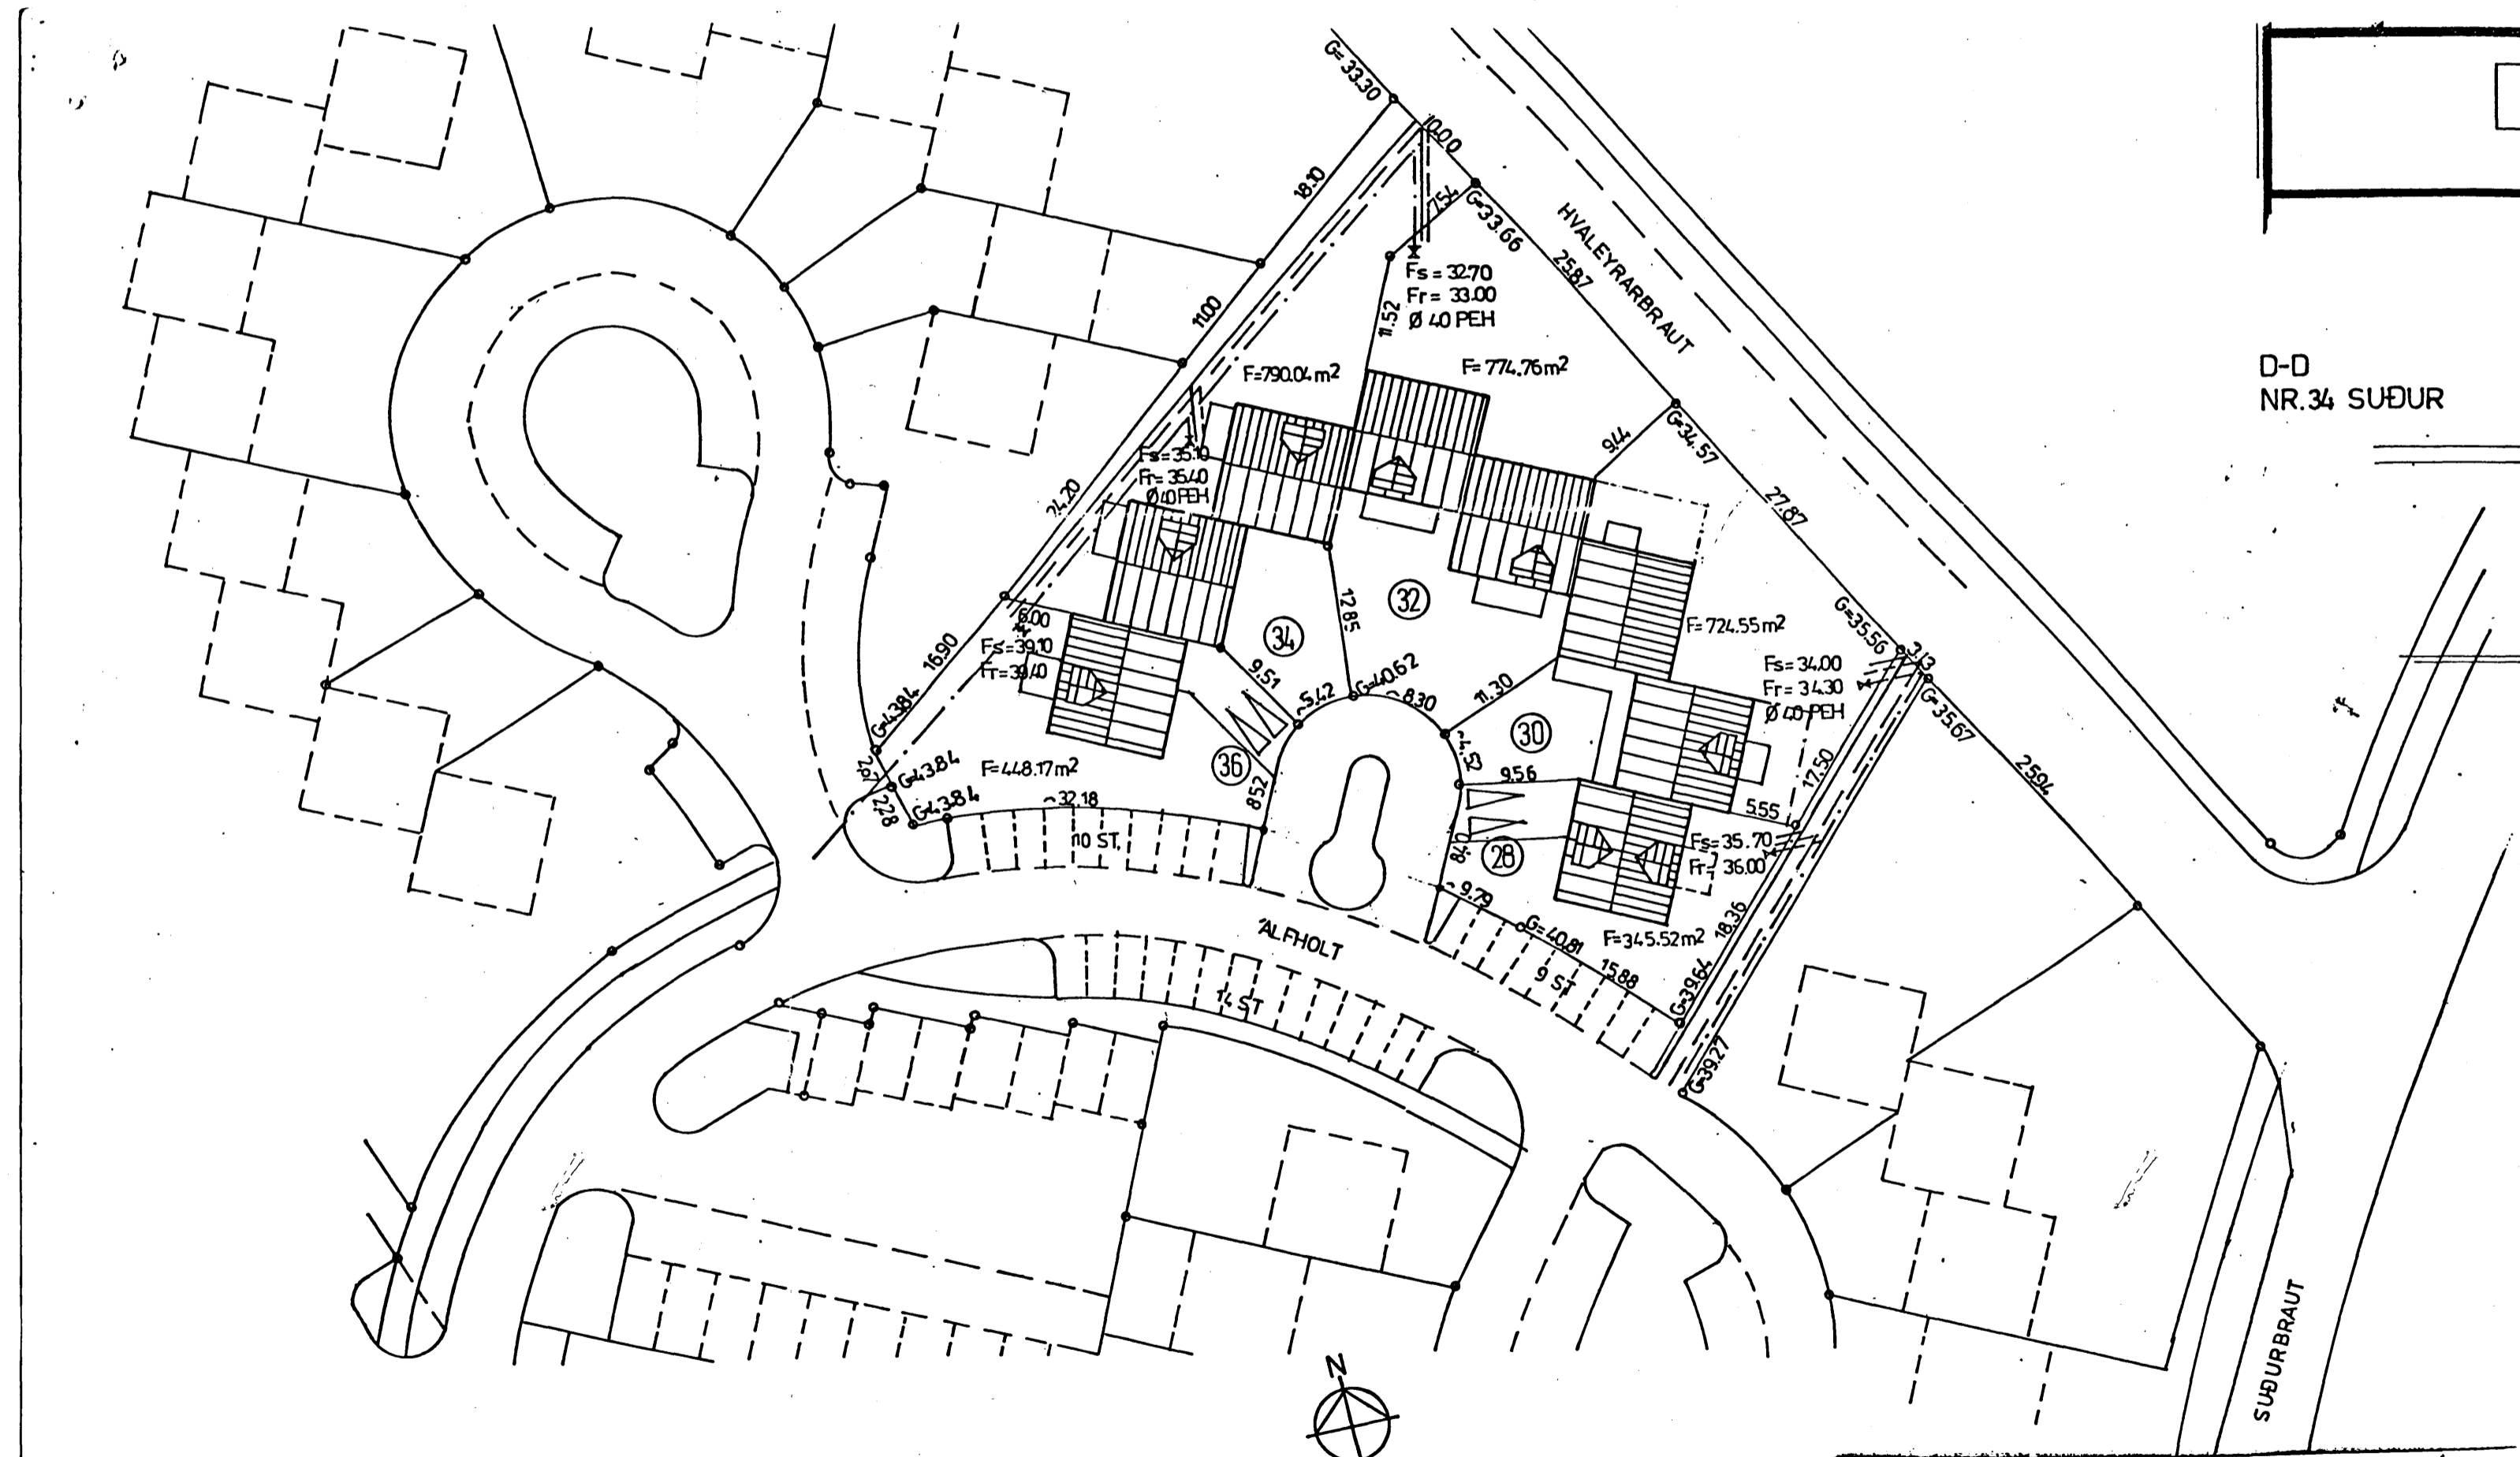 G=33.30
0.00
18.10
7.54
G=33.66
HVALEYRARBRAUT
25.87
Fs = 32.70
Fr = 33.00
Ø 40 PEH
11.00
11.52
F=790.04 m2
F= 774.76 m2
D-D
NR. 34 SUÐUR
G=34.57
9.44
Fs = 35.10
Fr = 35.40
Ø 40 PEH
24.20
27.87
12.85
32
34
G=35.56
3.13
6.00
Fs = 39.10
Fr = 39.40
16.90
F= 724.55 m2
Fs = 34.00
Fr = 34.30
Ø 40 PEH
G=35.67
9.51
~5.42
G=40.62
~8.30
11.30
G=43.84
30
36
F=448.17 m2
G=43.84
G=43.84
2.28
~32.18
8.52
~4.52
9.56
17.50
25.94
5.55
10 ST.
8.40
28
Fs = 35.70
Fr = 36.00
~9.79
G=40.81
F=345.52 m2
18.36
ÁLFHOLT
15.88
9 ST
G=39.64
14 ST
G=39.27
SUÐURBRAUT
N